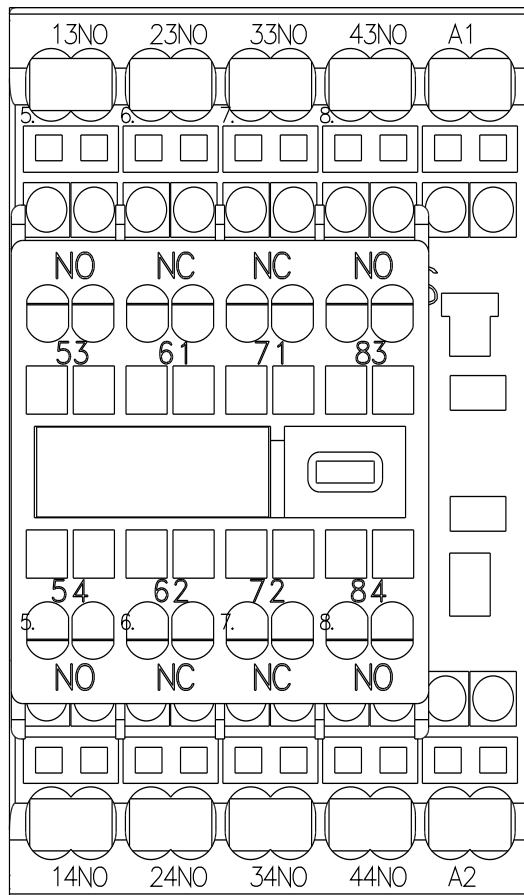 13NO 23NO 33NO 43NO A1
5. 6. 7. 8.
NO NC NC NO
53 61 71 83
54 62 72 84
5. 6. 7. 8.
NO NC NC NO
14NO 24NO 34NO 44NO A2